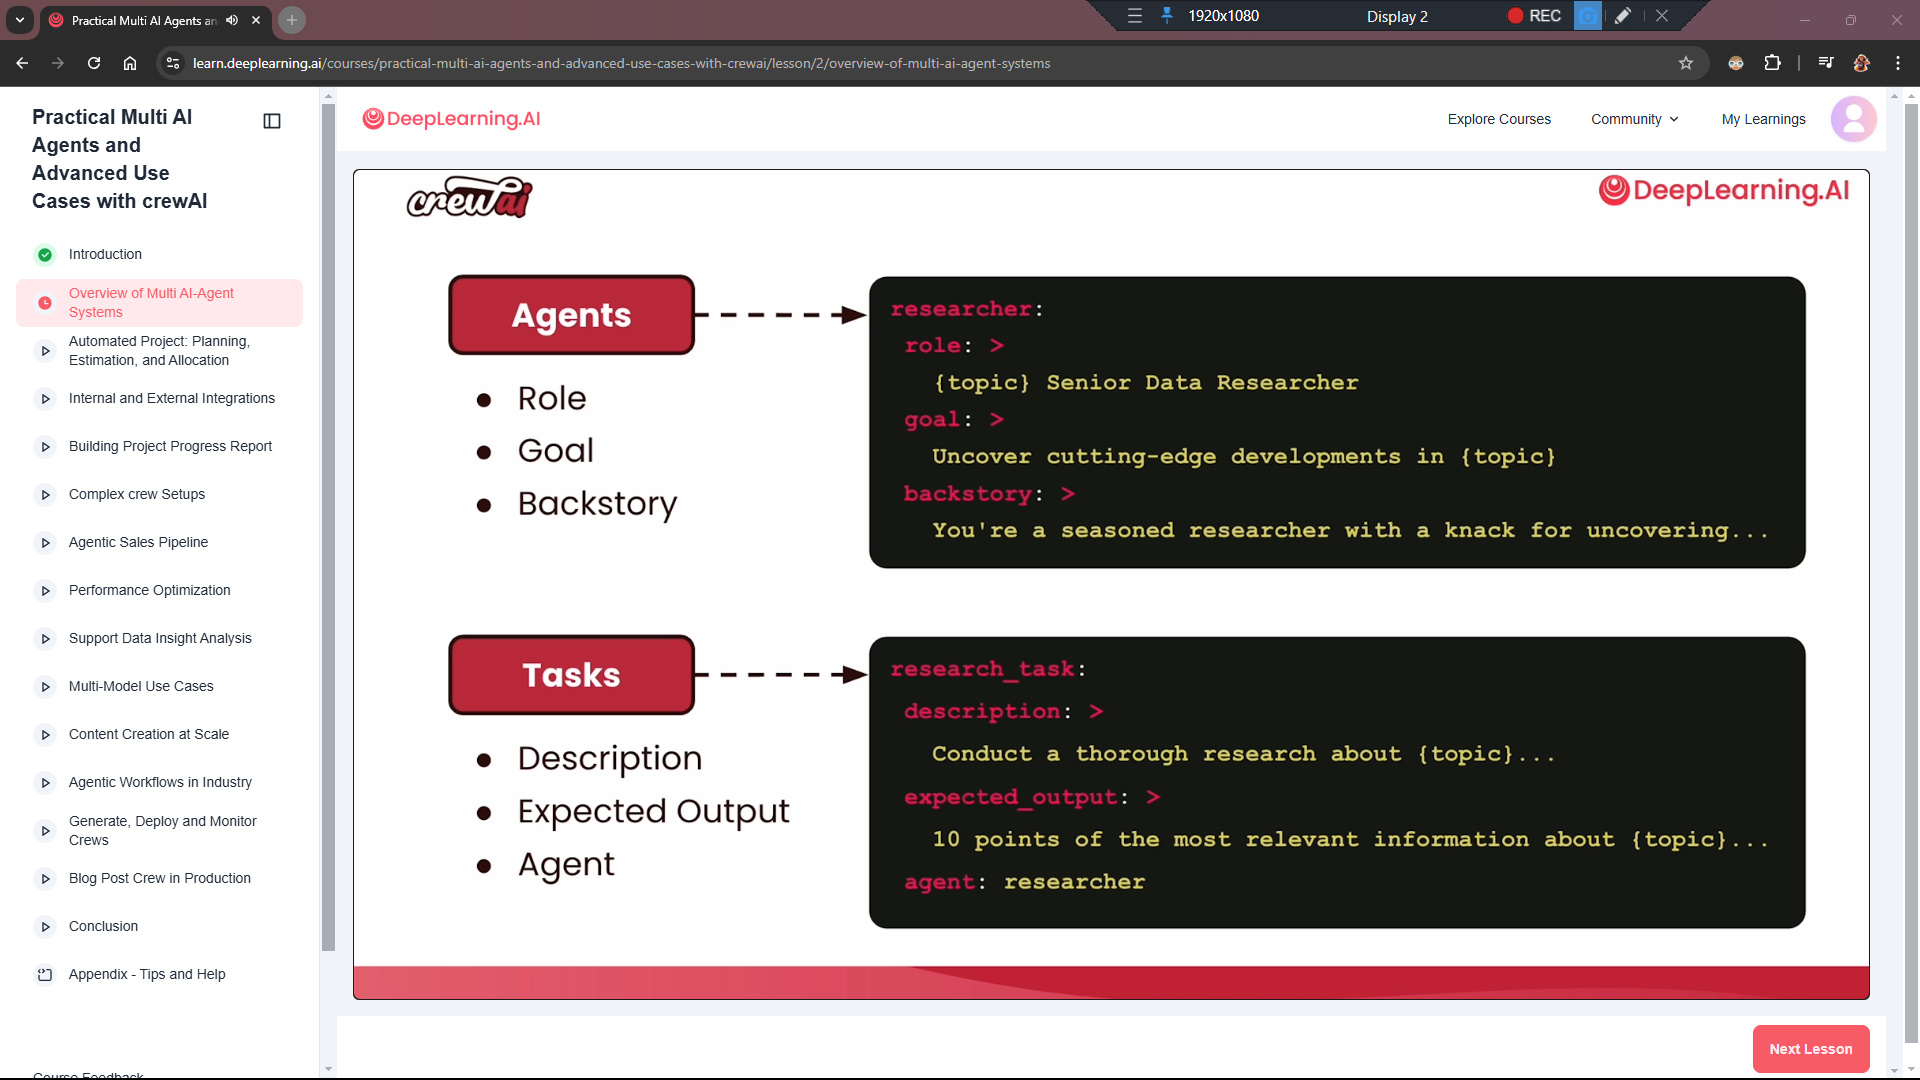 Practical Multi AI Agents an
1920x1080
Display 2
REC
learn.deeplearning.ai/courses/practical-multi-ai-agents-and-advanced-use-cases-with-crewai/lesson/2/overview-of-multi-ai-agent-systems
Practical Multi AI
Agents and
Advanced Use
Cases with crewAI
Introduction
Overview of Multi AI-Agent
Systems
Automated Project: Planning,
Estimation, and Allocation
Internal and External Integrations
Building Project Progress Report
Complex crew Setups
Agentic Sales Pipeline
Performance Optimization
Support Data Insight Analysis
Multi-Model Use Cases
Content Creation at Scale
Agentic Workflows in Industry
Generate, Deploy and Monitor
Crews
Blog Post Crew in Production
Conclusion
Appendix - Tips and Help
Course Feedback
DeepLearning.AI
Explore Courses
Community
My Learnings
crewai
DeepLearning.AI
Agents
• Role
• Goal
• Backstory
researcher:
role: >
{topic} Senior Data Researcher
goal: >
Uncover cutting-edge developments in {topic}
backstory: >
You're a seasoned researcher with a knack for uncovering...
Tasks
• Description
• Expected Output
• Agent
research_task:
description: >
Conduct a thorough research about {topic}...
expected_output: >
10 points of the most relevant information about {topic}...
agent: researcher
Next Lesson